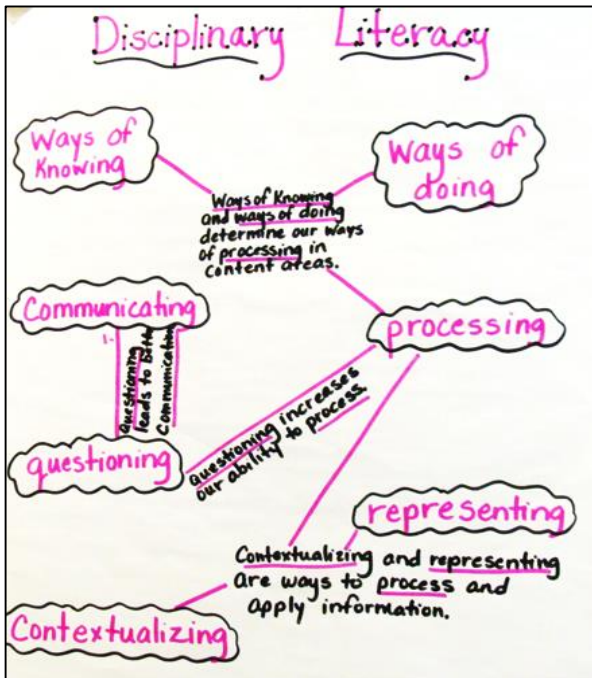 Disciplinary Literacy
Ways of
Knowing
Ways of
doing
Ways of Knowing
and ways of doing
determine our ways
of processing in
content areas.
Communicating
processing
questioning
leads to
communication
questioning
questioning increases
our ability to process.
representing
Contextualizing and representing
are ways to process and
apply information.
Contextualizing